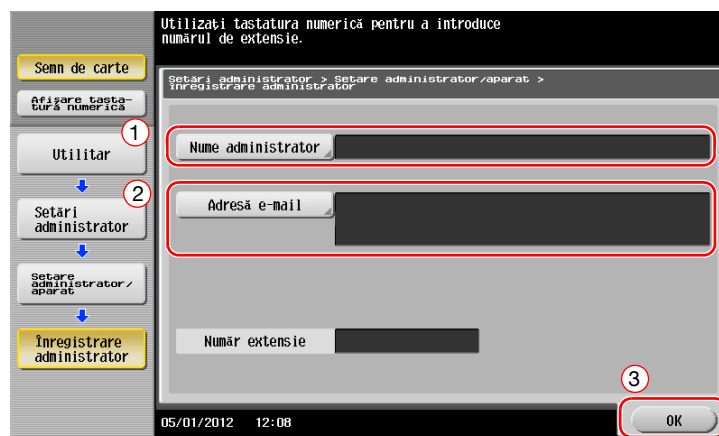 Utilizați tastatura numerică pentru a introduce
numărul de extensie.
Semn de carte
Afişare tasta-
tură numerică
Setări administrator > Setare administrator/aparat >
Înregistrare administrator
1
Utilitar
Nume administrator
2
Setări
administrator
Adresă e-mail
Setare
administrator/
aparat
Înregistrare
administrator
Număr extensie
3
05/01/2012 12:08
OK